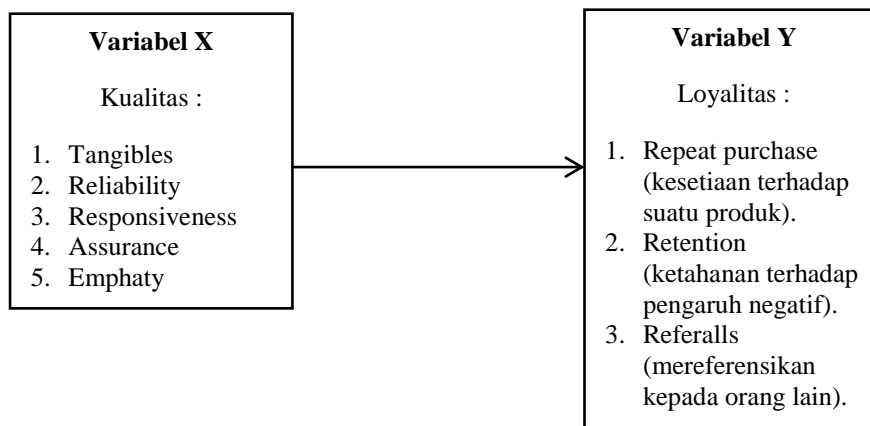 Variabel X
Kualitas :
1. Tangibles
2. Reliability
3. Responsiveness
4. Assurance
5. Emphaty
Variabel Y
Loyalitas :
1. Repeat purchase
(kesetiaan terhadap
suatu produk).
2. Retention
(ketahanan terhadap
pengaruh negatif).
3. Referalls
(mereferensikan
kepada orang lain).